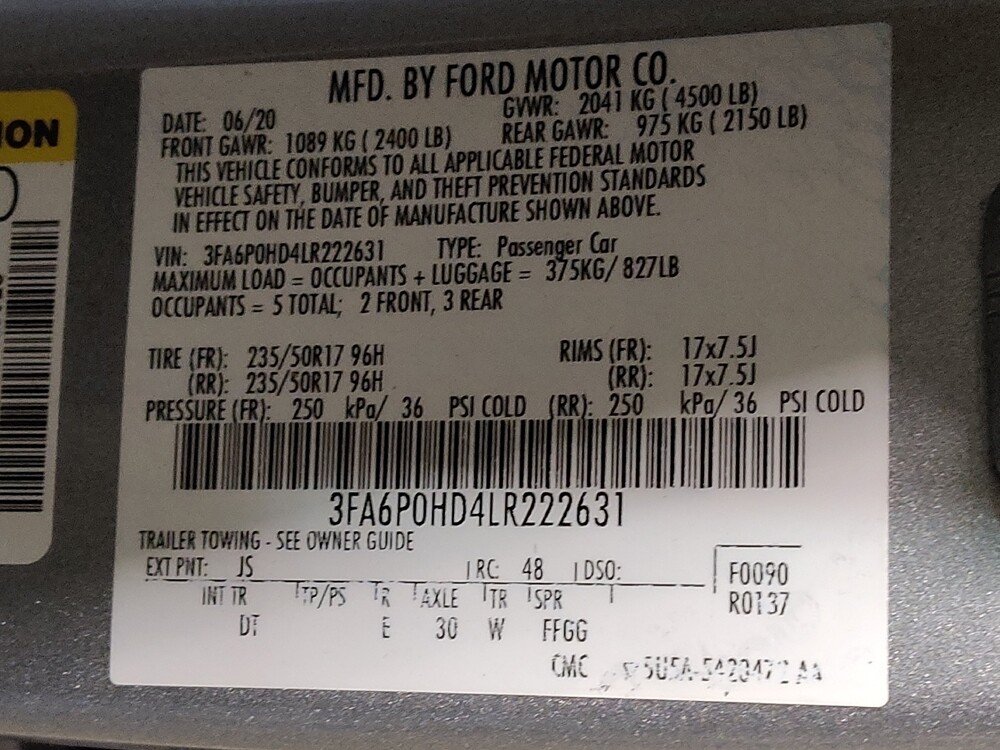 ION
MFD. BY FORD MOTOR CO.
DATE: 06/20 GVWR: 2041 KG ( 4500 LB)
FRONT GAWR: 1089 KG ( 2400 LB) REAR GAWR: 975 KG ( 2150 LB)
THIS VEHICLE CONFORMS TO ALL APPLICABLE FEDERAL MOTOR
VEHICLE SAFETY, BUMPER, AND THEFT PREVENTION STANDARDS
IN EFFECT ON THE DATE OF MANUFACTURE SHOWN ABOVE.
VIN: 3FA6P0HD4LR222631 TYPE: Passenger Car
MAXIMUM LOAD = OCCUPANTS + LUGGAGE = 375KG/ 827LB
OCCUPANTS = 5 TOTAL; 2 FRONT, 3 REAR
TIRE (FR): 235/50R17 96H RIMS (FR): 17x7.5J
(RR): 235/50R17 96H (RR): 17x7.5J
PRESSURE (FR): 250 kPa/ 36 PSI COLD (RR): 250 kPa/ 36 PSI COLD
3FA6P0HD4LR222631
TRAILER TOWING - SEE OWNER GUIDE
EXT PNT: JS RC: 48 DSO: F0090
INT TR TP/PS R AXLE TR SPR R0137
DT E 30 W FFGG
CMC